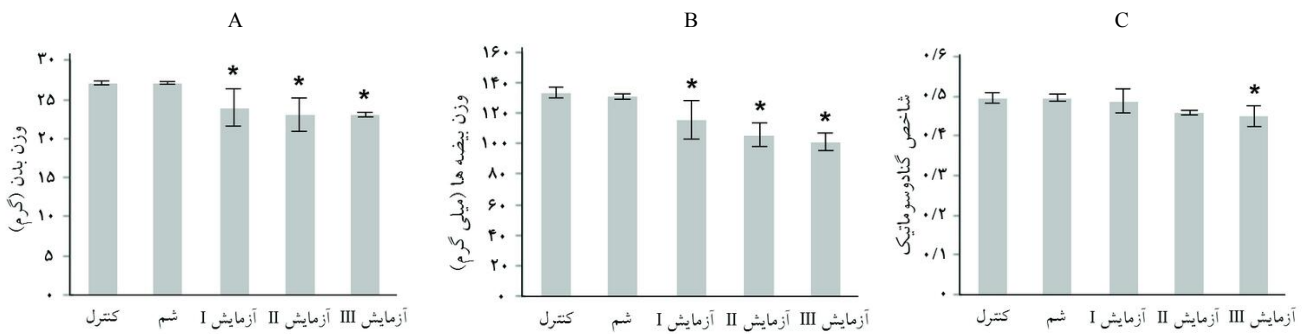 A
وزن بدن (گرم)
۳۰
۲۵
۲۰
۱۵
۱۰
۵
۰
* * *
کنترل شم آزمایش I آزمایش II آزمایش III
B
وزن بیضه ها (میلی گرم)
۱۶۰
۱۴۰
۱۲۰
۱۰۰
۸۰
۶۰
۴۰
۲۰
۰
* * *
کنترل شم آزمایش I آزمایش II آزمایش III
C
شاخص گنادوسوماتیک
۰/۶
۰/۵
۰/۴
۰/۳
۰/۲
۰/۱
۰
*
کنترل شم آزمایش I آزمایش II آزمایش III